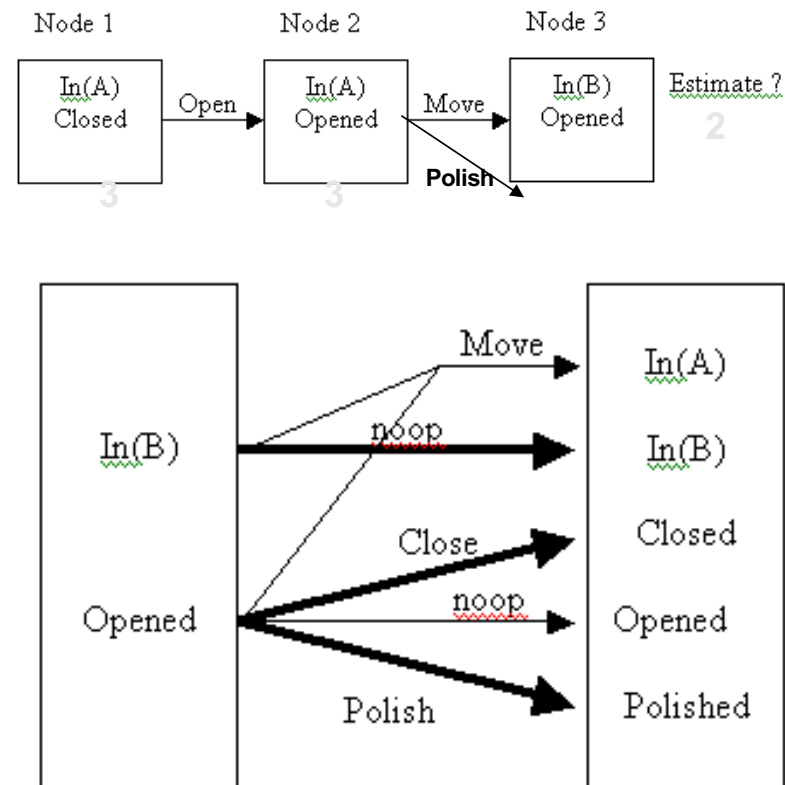 Node 1 Node 2 Node 3
In(A) In(A) In(B) Estimate ?
Closed Open Opened Move Opened
2
Polish
3 3
Move In(A)
In(B) noop In(B)
Close Closed
Opened noop Opened
Polish Polished